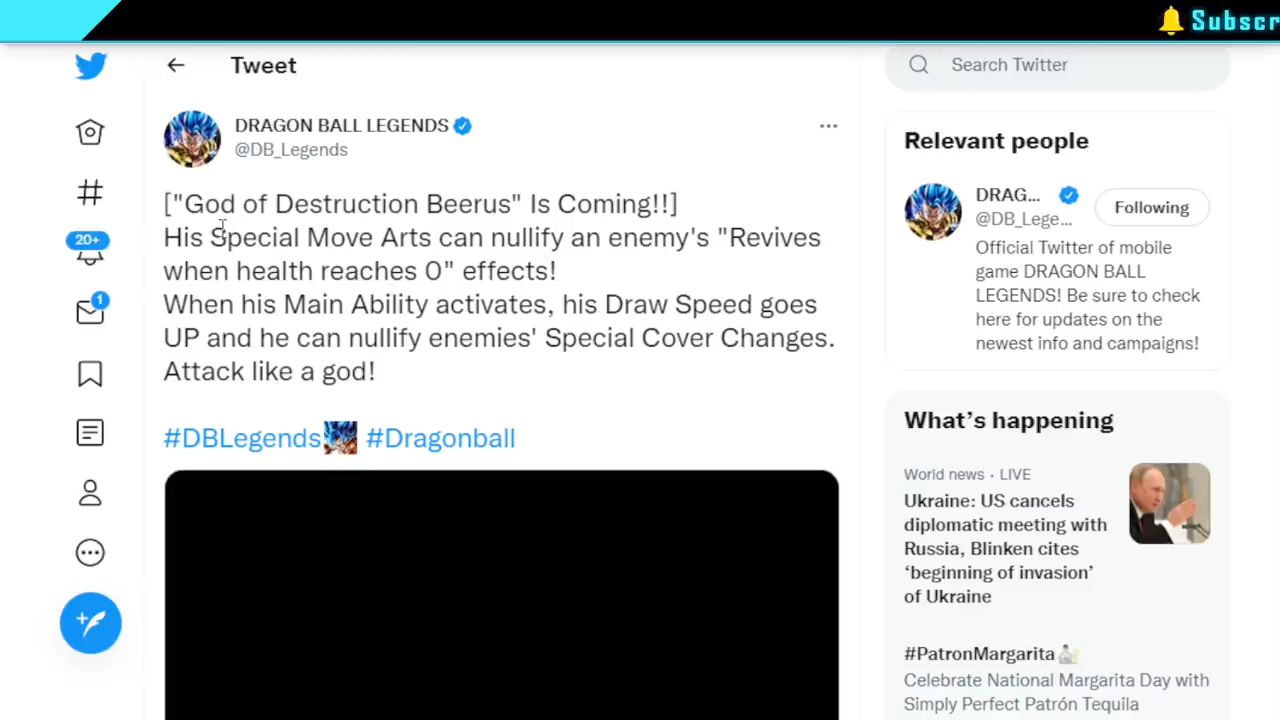 Subscr
Tweet
Search Twitter
DRAGON BALL LEGENDS
@DB_Legends
["God of Destruction Beerus" Is Coming!!]
His Special Move Arts can nullify an enemy's "Revives
when health reaches 0" effects!
When his Main Ability activates, his Draw Speed goes
UP and he can nullify enemies' Special Cover Changes.
Attack like a god!
#DBLegends #Dragonball
20+
1
Relevant people
DRAG...
@DB_Lege...
Following
Official Twitter of mobile
game DRAGON BALL
LEGENDS! Be sure to check
here for updates on the
newest info and campaigns!
What's happening
World news · LIVE
Ukraine: US cancels
diplomatic meeting with
Russia, Blinken cites
‘beginning of invasion’
of Ukraine
#PatronMargarita
Celebrate National Margarita Day with
Simply Perfect Patrón Tequila